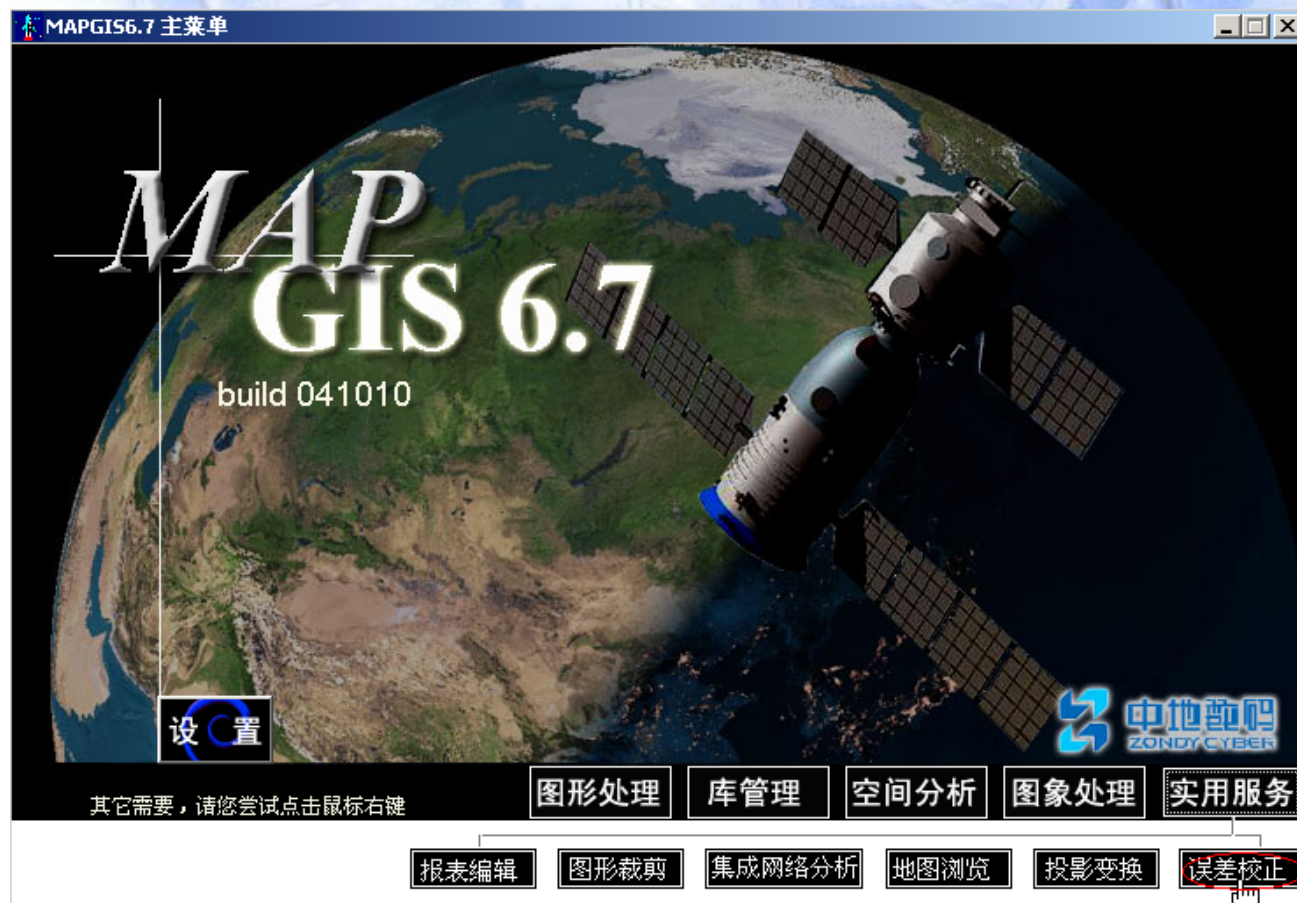 MAPGIS6.7 主菜单
MAP
GIS 6.7
build 041010
设置
中地数码
ZONDY CYBER
其它需要，请您尝试点击鼠标右键
图形处理 库管理 空间分析 图象处理 实用服务
报表编辑 图形裁剪 集成网络分析 地图浏览 投影变换 误差校正